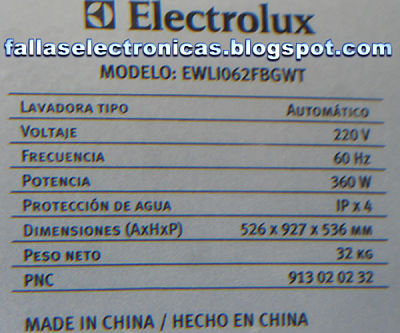 Electrolux
fallaselectronicas.blogspot.com
MODELO: EWLI062FBGWT
LAVADORA TIPO AUTOMÁTICO
VOLTAJE 220 V
FRECUENCIA 60 Hz
POTENCIA 360 W
PROTECCIÓN DE AGUA IP x 4
DIMENSIONES (AxHxP) 526 x 927 x 536 MM
PESO NETO 32 KG
PNC 913 02 02 32
MADE IN CHINA / HECHO EN CHINA